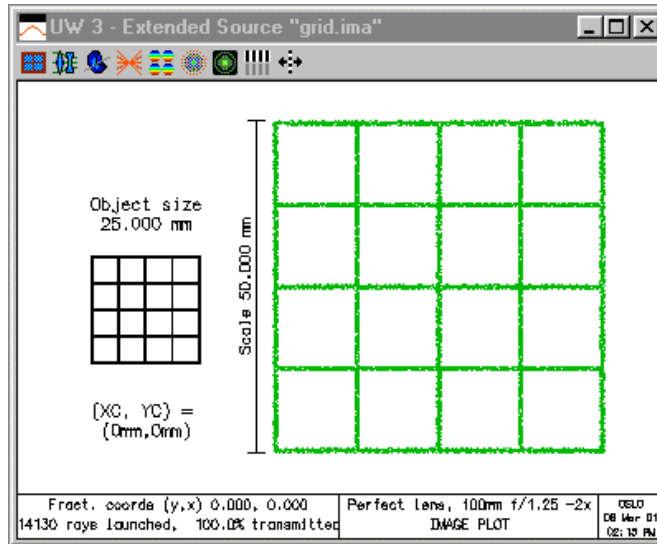 UW 3 - Extended Source "grid.ima"
Object size
25.000 mm
Scale 50.000 mm
(XC, YC) =
(0mm,0mm)
Fract. coords (y,x) 0.000, 0.000
14130 rays launched, 100.0% transmitted
Perfect lens, 100mm f/1.25 -2x
IMAGE PLOT
OSLO
08 Mar 01
02:15 PM